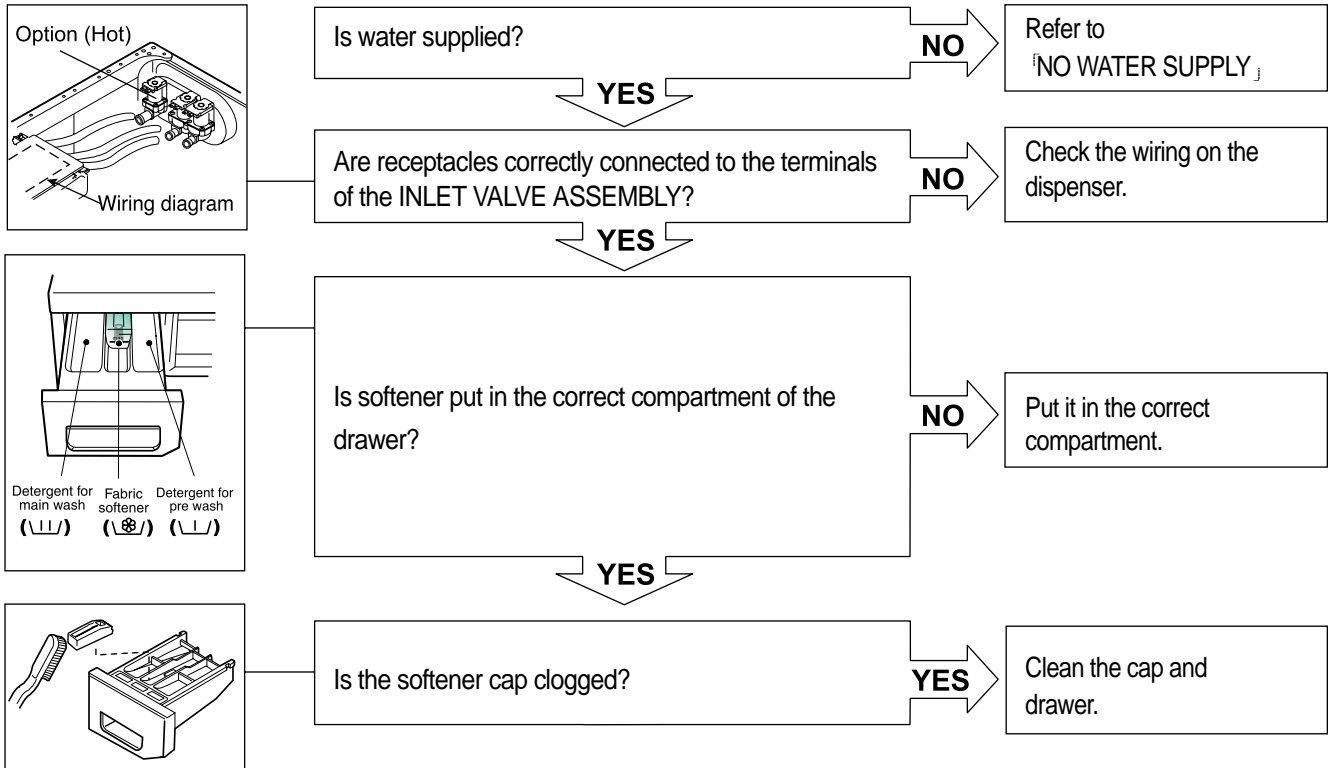 Option (Hot)
Wiring diagram
Is water supplied?
NO
Refer to
「NO WATER SUPPLY」
YES
Are receptacles correctly connected to the terminals
of the INLET VALVE ASSEMBLY?
NO
Check the wiring on the
dispenser.
YES
Detergent for
main wash
Fabric
softener
Detergent for
pre wash
Is softener put in the correct compartment of the
drawer?
NO
Put it in the correct
compartment.
YES
Is the softener cap clogged?
YES
Clean the cap and
drawer.